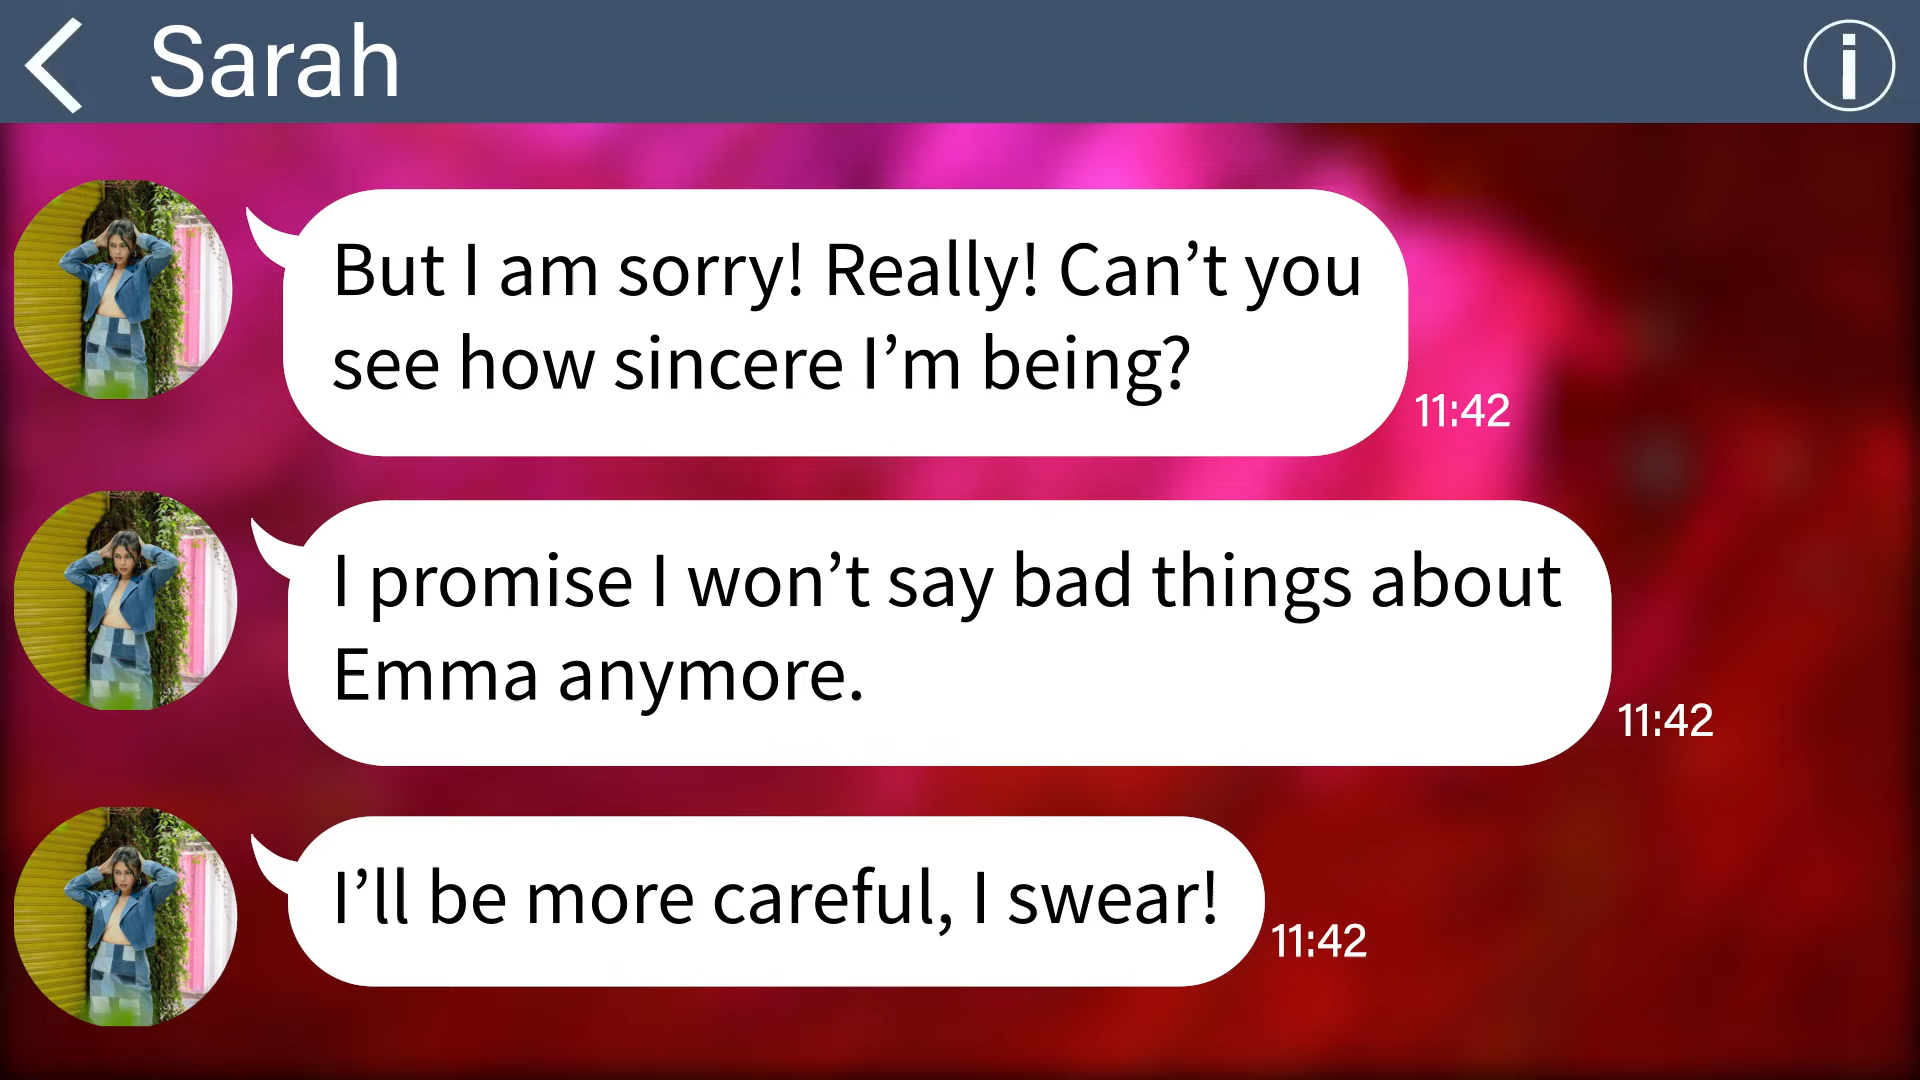 Sarah
But I am sorry! Really! Can’t you
see how sincere I’m being?
11:42
I promise I won’t say bad things about
Emma anymore.
11:42
I’ll be more careful, I swear!
11:42